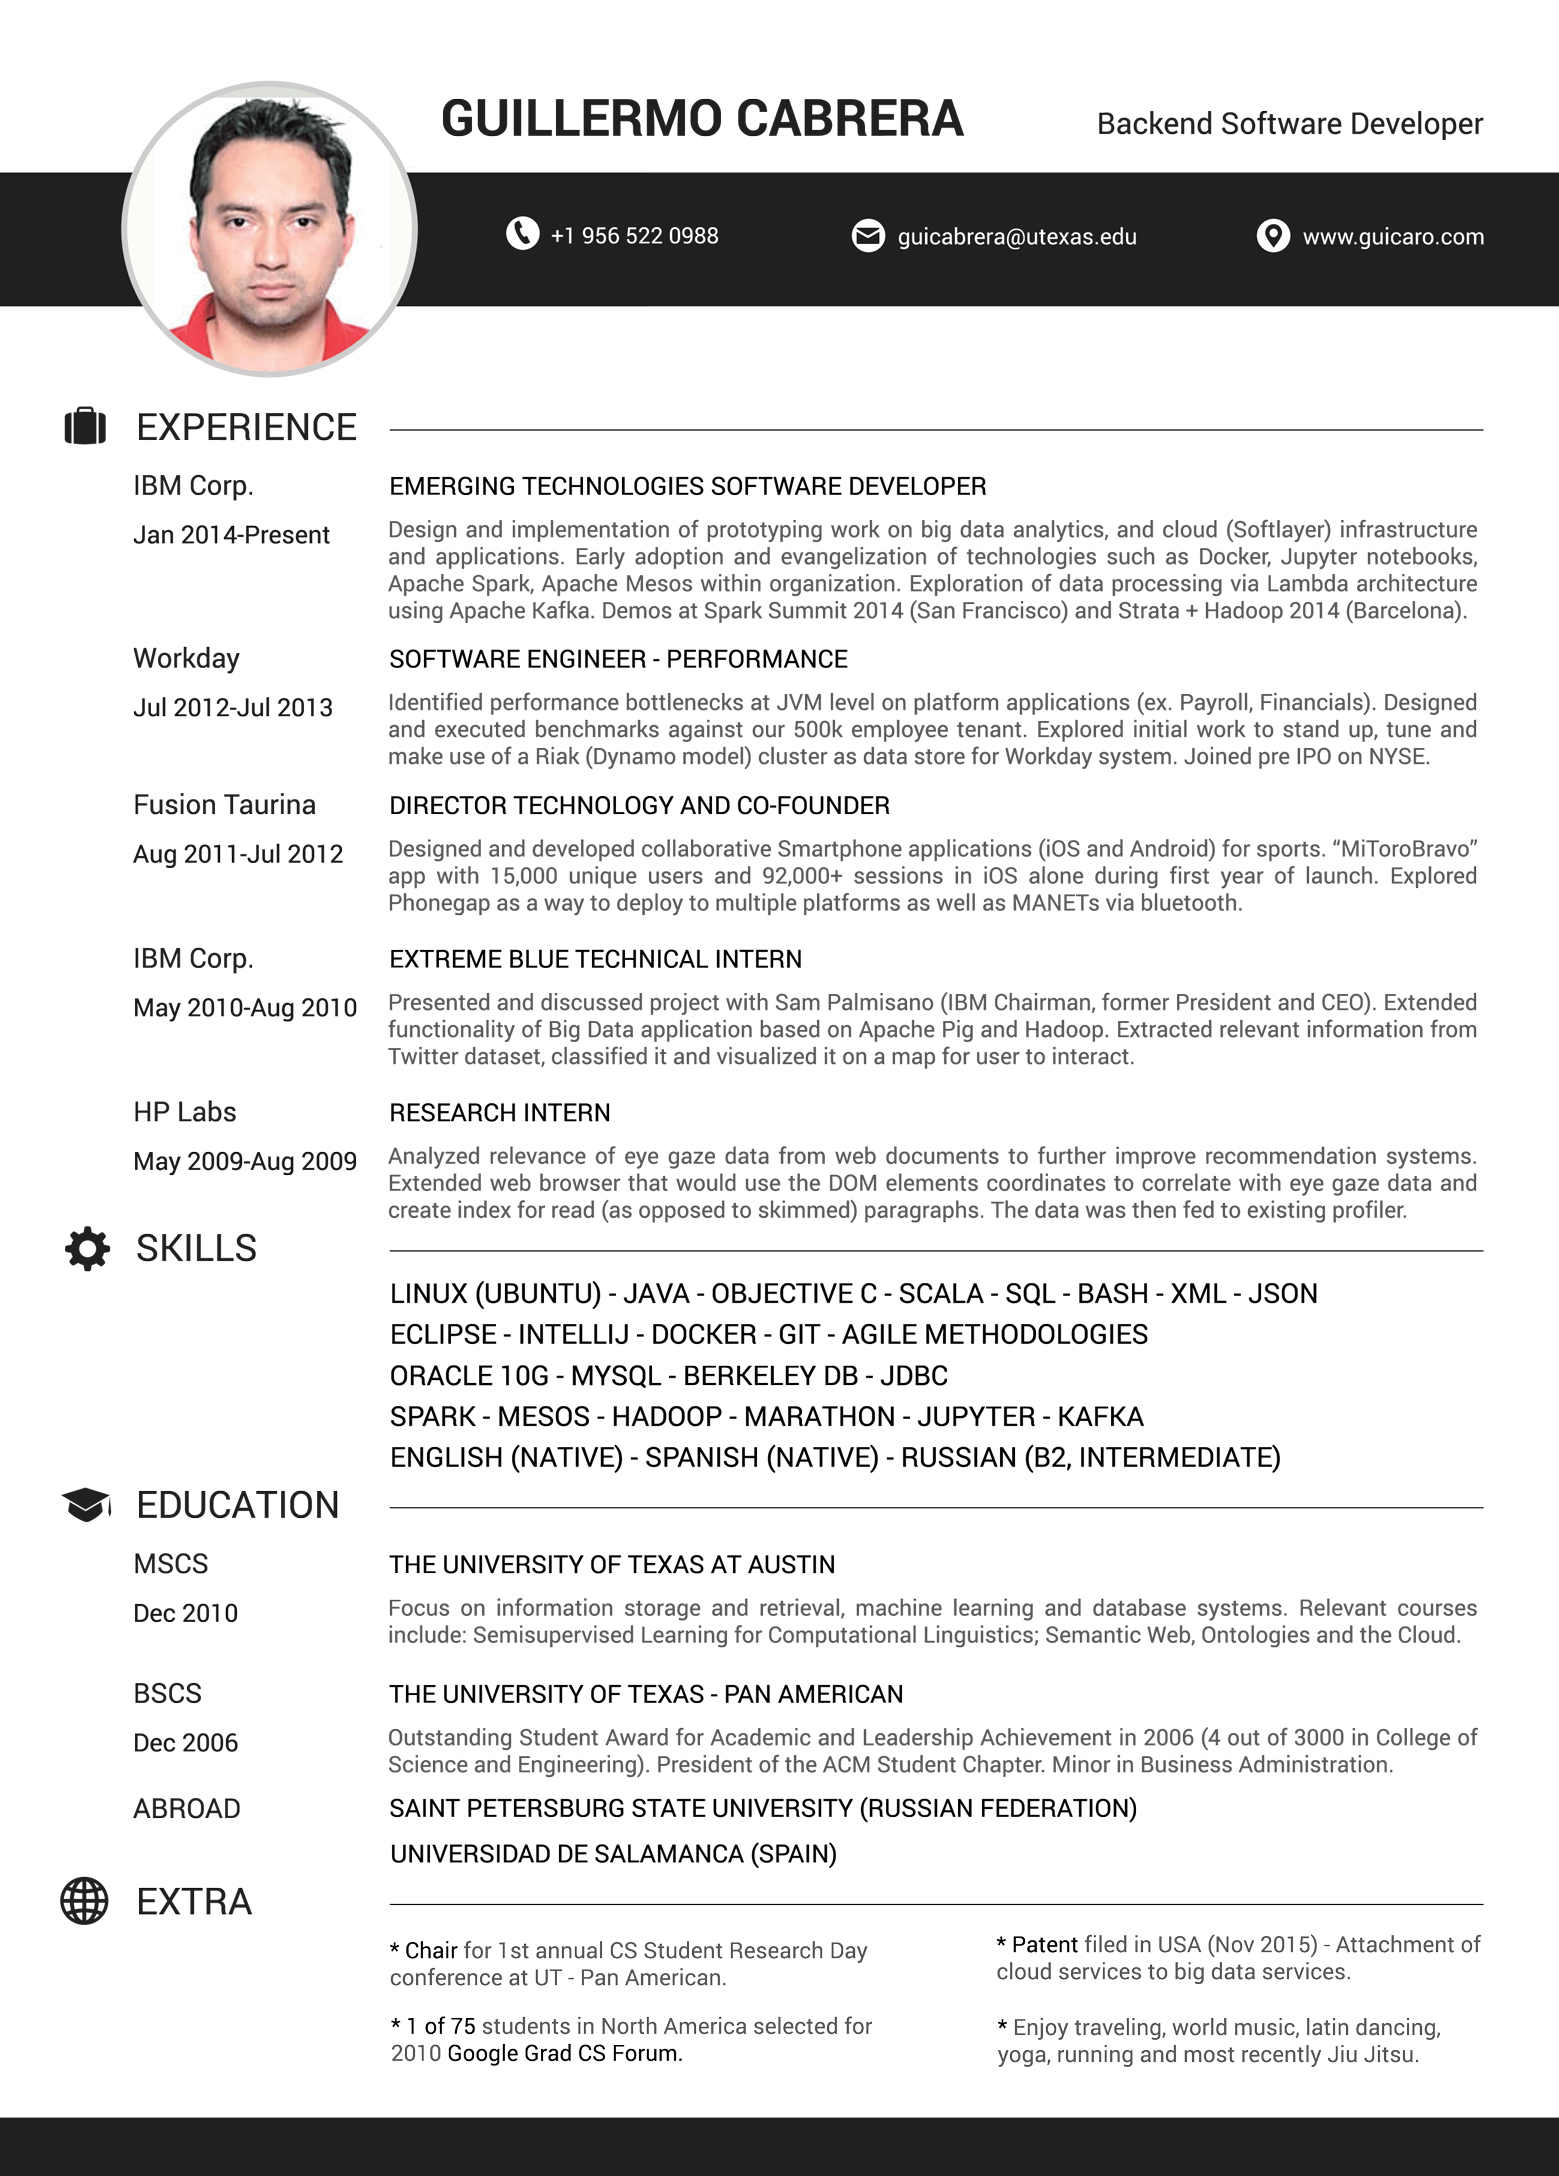 GUILLERMO CABRERA
Backend Software Developer
+1 956 522 0988
guicabrera@utexas.edu
www.guicaro.com
EXPERIENCE
IBM Corp.
EMERGING TECHNOLOGIES SOFTWARE DEVELOPER
Jan 2014-Present
Design and implementation of prototyping work on big data analytics, and cloud (Softlayer) infrastructure
and applications. Early adoption and evangelization of technologies such as Docker, Jupyter notebooks,
Apache Spark, Apache Mesos within organization. Exploration of data processing via Lambda architecture
using Apache Kafka. Demos at Spark Summit 2014 (San Francisco) and Strata + Hadoop 2014 (Barcelona).
Workday
SOFTWARE ENGINEER - PERFORMANCE
Jul 2012-Jul 2013
Identified performance bottlenecks at JVM level on platform applications (ex. Payroll, Financials). Designed
and executed benchmarks against our 500k employee tenant. Explored initial work to stand up, tune and
make use of a Riak (Dynamo model) cluster as data store for Workday system. Joined pre IPO on NYSE.
Fusion Taurina
DIRECTOR TECHNOLOGY AND CO-FOUNDER
Aug 2011-Jul 2012
Designed and developed collaborative Smartphone applications (iOS and Android) for sports. “MiToroBravo”
app with 15,000 unique users and 92,000+ sessions in iOS alone during first year of launch. Explored
Phonegap as a way to deploy to multiple platforms as well as MANETs via bluetooth.
IBM Corp.
EXTREME BLUE TECHNICAL INTERN
May 2010-Aug 2010
Presented and discussed project with Sam Palmisano (IBM Chairman, former President and CEO). Extended
functionality of Big Data application based on Apache Pig and Hadoop. Extracted relevant information from
Twitter dataset, classified it and visualized it on a map for user to interact.
HP Labs
RESEARCH INTERN
May 2009-Aug 2009
Analyzed relevance of eye gaze data from web documents to further improve recommendation systems.
Extended web browser that would use the DOM elements coordinates to correlate with eye gaze data and
create index for read (as opposed to skimmed) paragraphs. The data was then fed to existing profiler.
SKILLS
LINUX (UBUNTU) - JAVA - OBJECTIVE C - SCALA - SQL - BASH - XML - JSON
ECLIPSE - INTELLIJ - DOCKER - GIT - AGILE METHODOLOGIES
ORACLE 10G - MYSQL - BERKELEY DB - JDBC
SPARK - MESOS - HADOOP - MARATHON - JUPYTER - KAFKA
ENGLISH (NATIVE) - SPANISH (NATIVE) - RUSSIAN (B2, INTERMEDIATE)
EDUCATION
MSCS
THE UNIVERSITY OF TEXAS AT AUSTIN
Dec 2010
Focus on information storage and retrieval, machine learning and database systems. Relevant courses
include: Semisupervised Learning for Computational Linguistics; Semantic Web, Ontologies and the Cloud.
BSCS
THE UNIVERSITY OF TEXAS - PAN AMERICAN
Dec 2006
Outstanding Student Award for Academic and Leadership Achievement in 2006 (4 out of 3000 in College of
Science and Engineering). President of the ACM Student Chapter. Minor in Business Administration.
ABROAD
SAINT PETERSBURG STATE UNIVERSITY (RUSSIAN FEDERATION)
UNIVERSIDAD DE SALAMANCA (SPAIN)
EXTRA
* Chair for 1st annual CS Student Research Day
conference at UT - Pan American.
* 1 of 75 students in North America selected for
2010 Google Grad CS Forum.
* Patent filed in USA (Nov 2015) - Attachment of
cloud services to big data services.
* Enjoy traveling, world music, latin dancing,
yoga, running and most recently Jiu Jitsu.